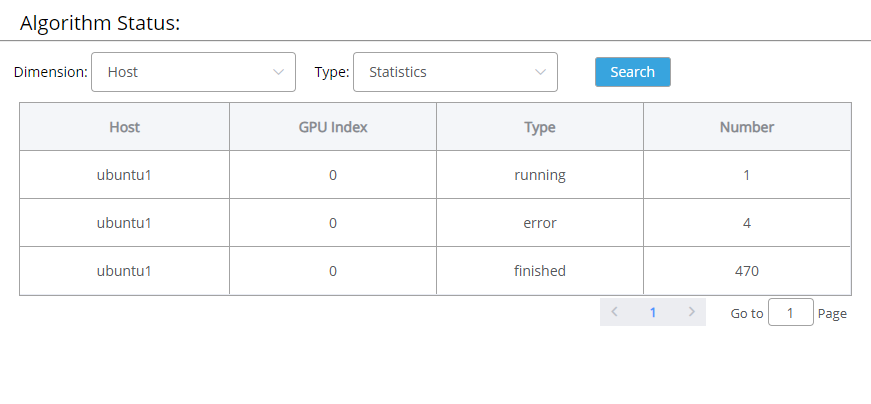 Algorithm Status:
Dimension: Host Type: Statistics Search
Host GPU Index Type Number
ubuntu1 0 running 1
ubuntu1 0 error 4
ubuntu1 0 finished 470
< 1 > Go to 1 Page